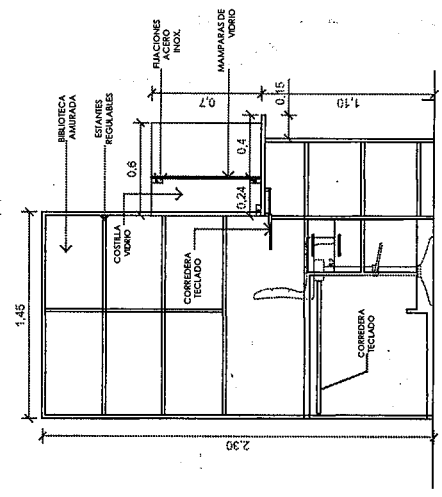 BIBLIOTECA
AMURADA
ESTANTES
REGULABLES
FIJACIONES
ACERO
INOX.
MAMPARAS DE
VIDRIO
COSTILLA
VIDRIO
CORREDERA
TECLADO
CORREDERA
TECLADO
1,45
0,6
0,7
0,4
0,24
0,15
1,10
2.30